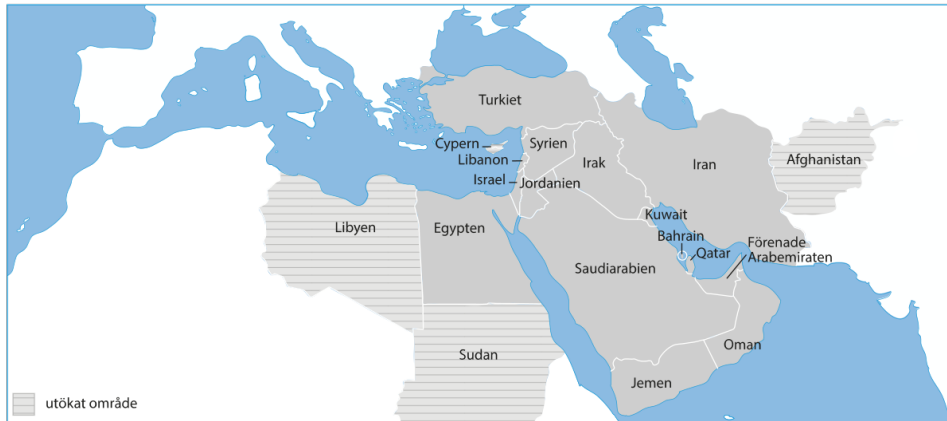 Turkiet
Cypern
Syrien
Libanon
Irak
Iran
Afghanistan
Israel
Jordanien
Libyen
Egypten
Kuwait
Bahrain
Qatar
Förenade
Arabemiraten
Saudiarabien
Oman
Sudan
Jemen
utökat område